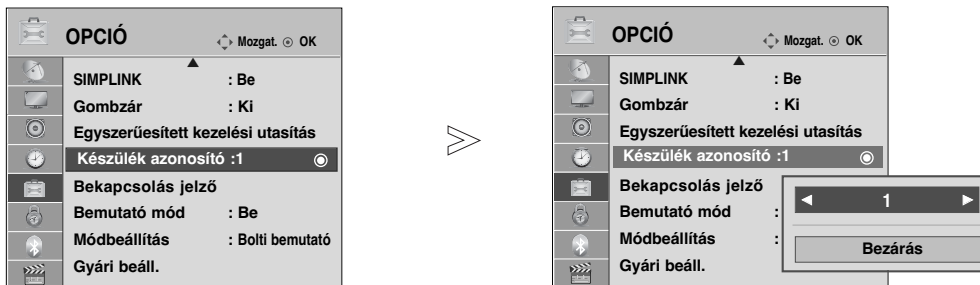 OPCIÓ
Mozgat. OK
SIMPLINK : Be
Gombzár : Ki
Egyszerűesített kezelési utasítás
Készülék azonosító :1
Bekapcsolás jelző
Bemutató mód : Be
Módbeállítás : Bolti bemutató
Gyári beáll.
OPCIÓ
Mozgat. OK
SIMPLINK : Be
Gombzár : Ki
Egyszerűesített kezelési utasítás
Készülék azonosító :1
Bekapcsolás jelző
Bemutató mód :
Módbeállítás :
Gyári beáll.
◄ 1 ►
Bezárás